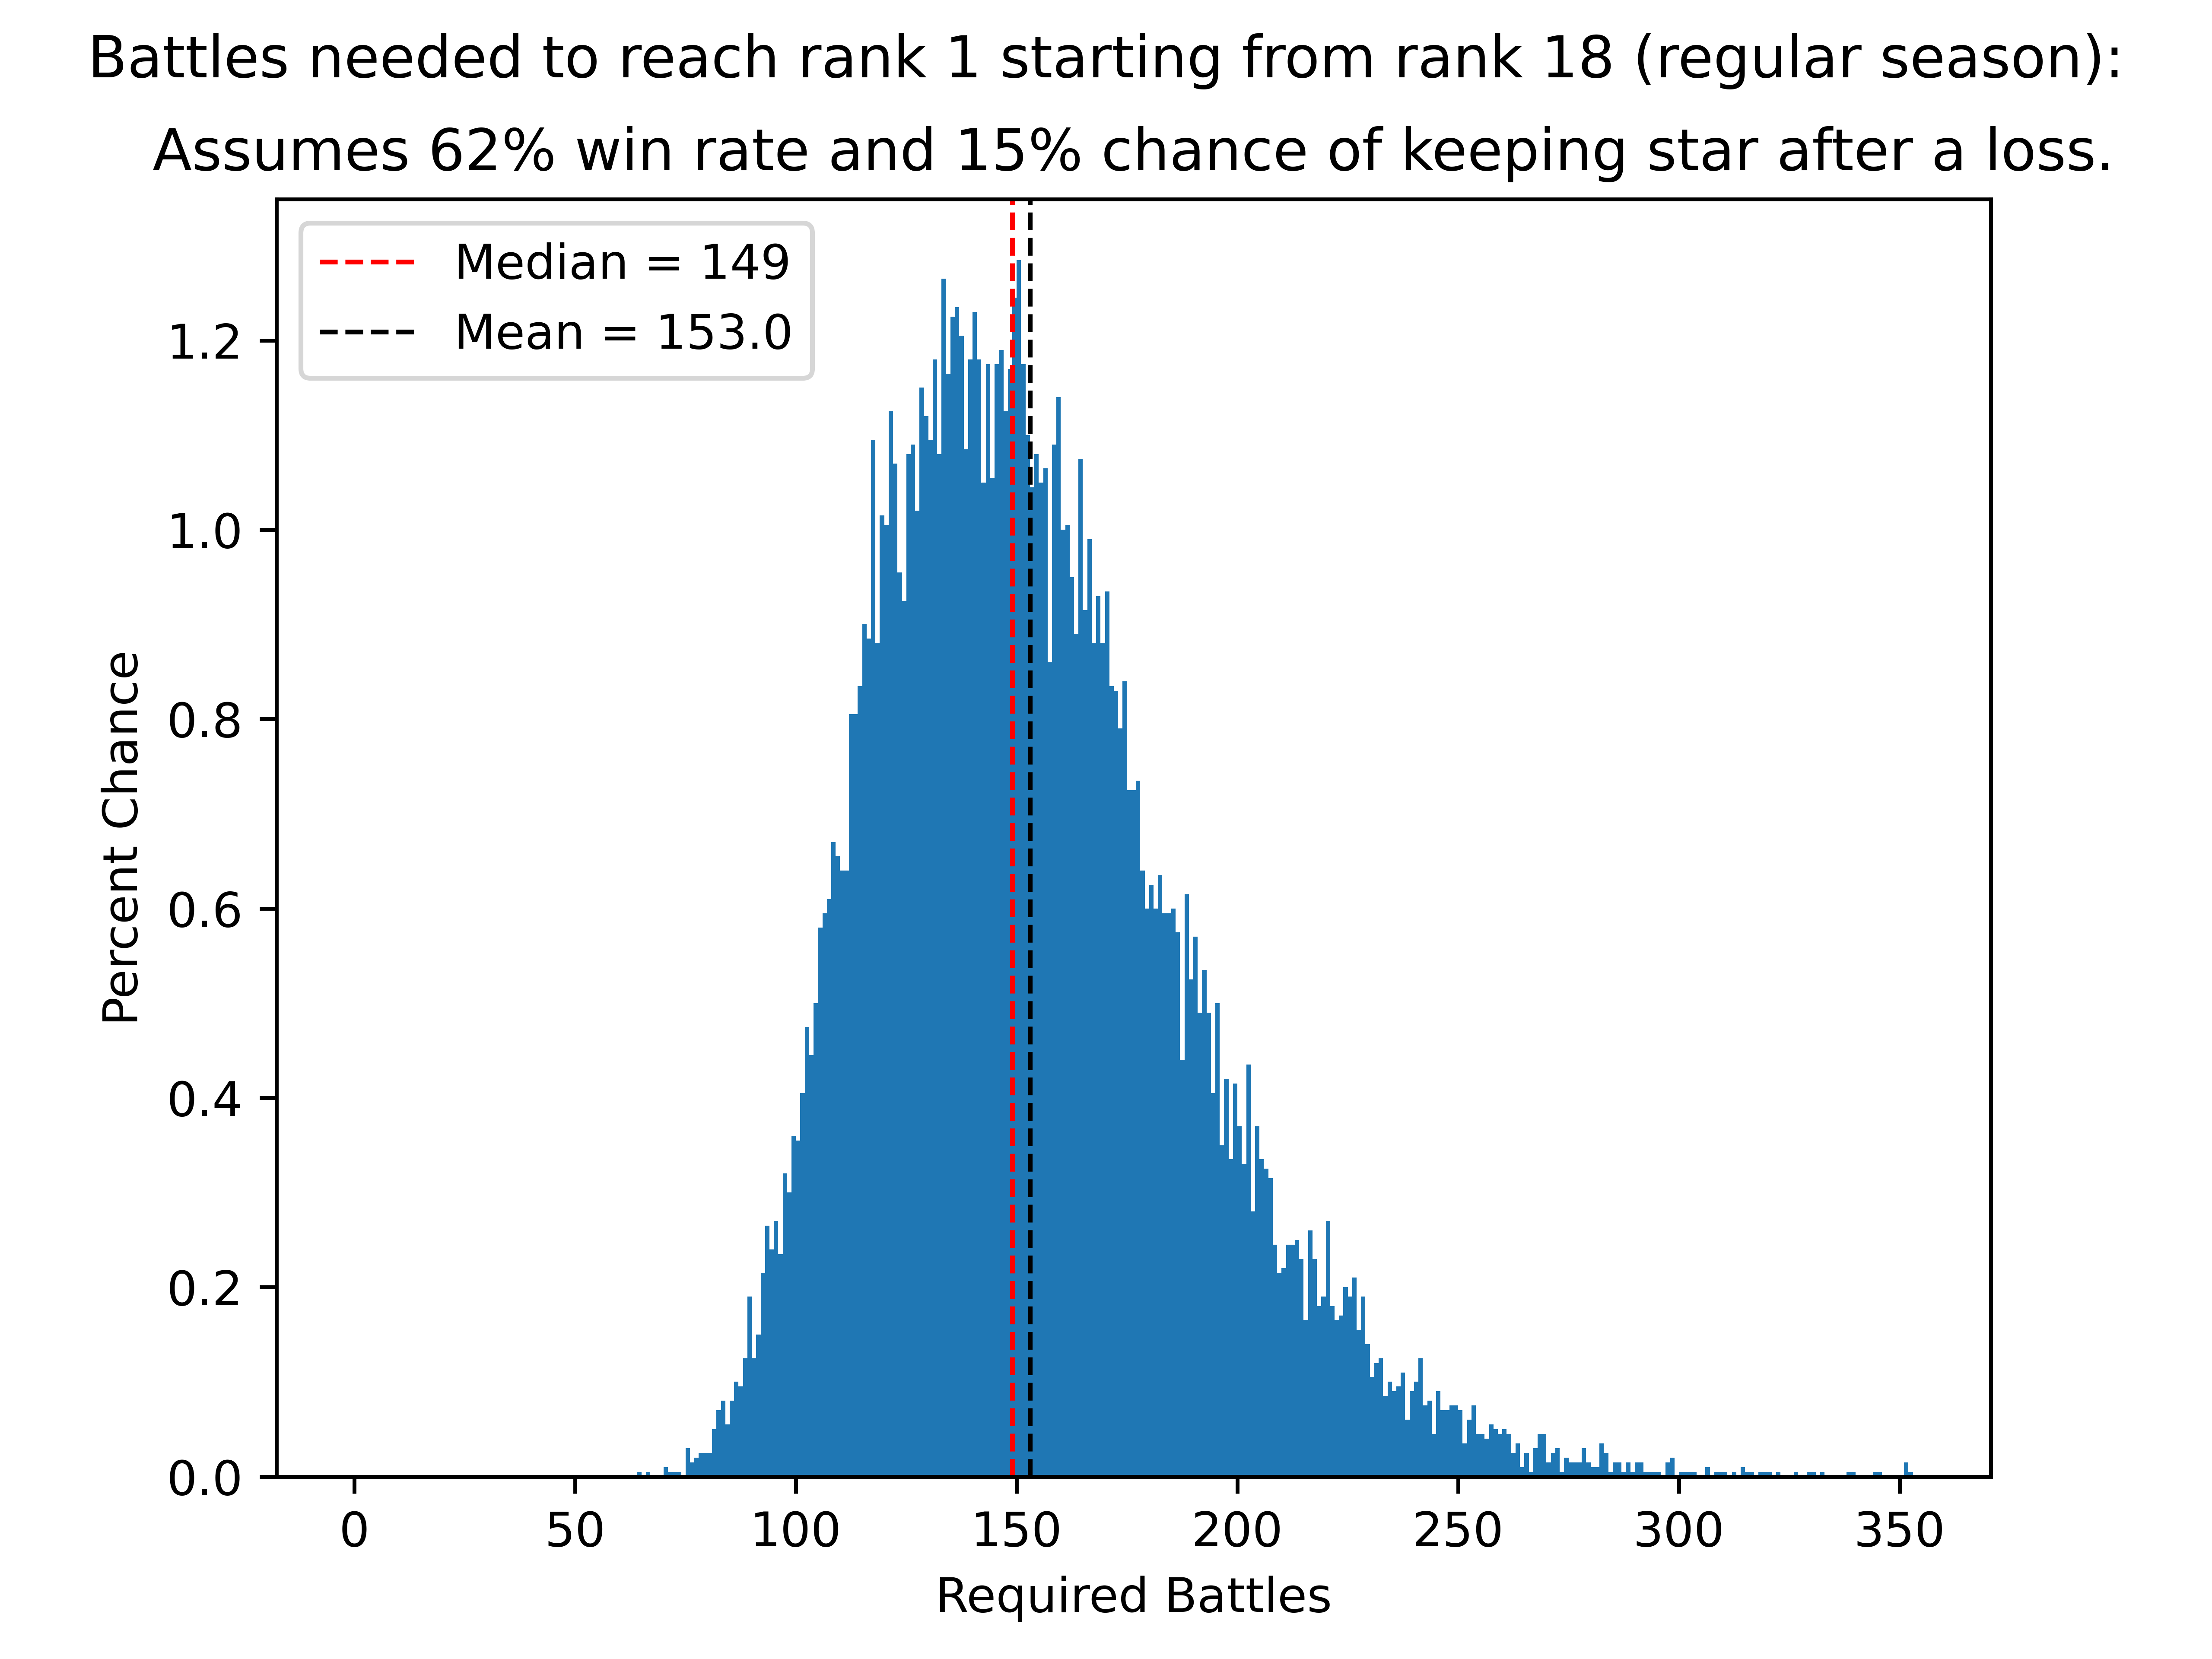 Battles needed to reach rank 1 starting from rank 18 (regular season):
Assumes 62% win rate and 15% chance of keeping star after a loss.
Median = 149
Mean = 153.0
1.2
1.0
0.8
0.6
0.4
0.2
0.0
Percent Chance
0 50 100 150 200 250 300 350
Required Battles